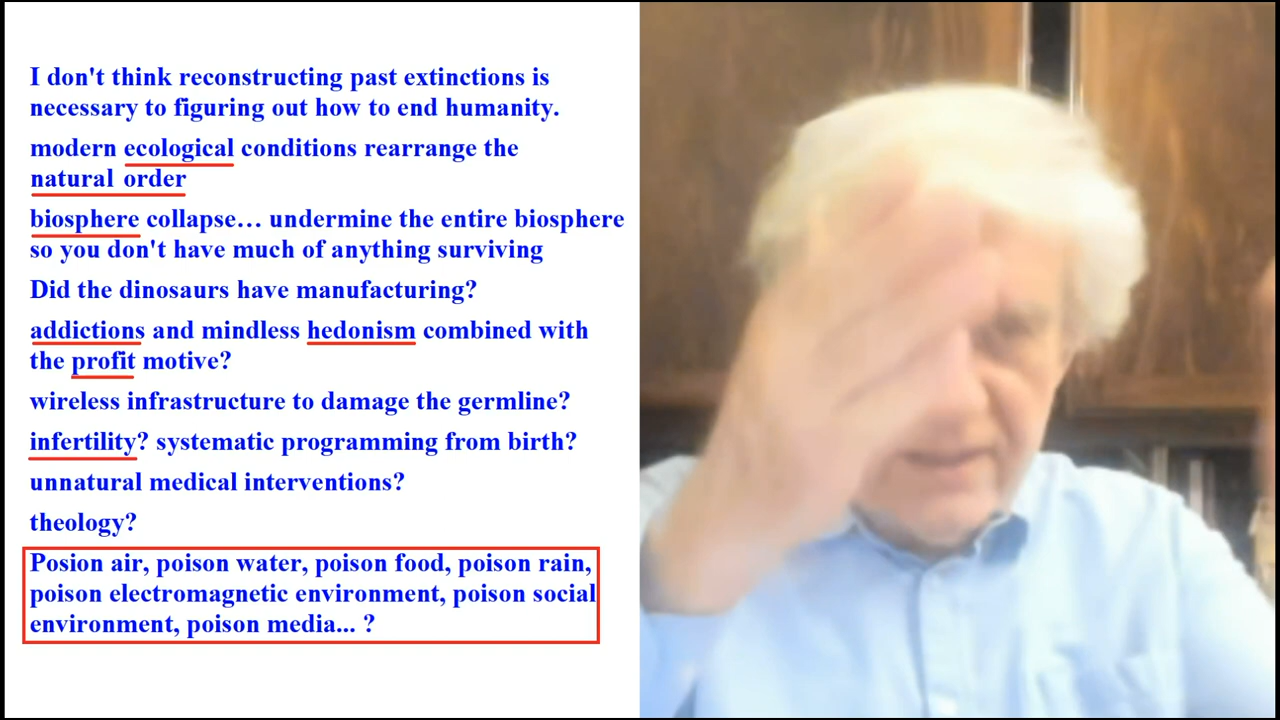 I don't think reconstructing past extinctions is
necessary to figuring out how to end humanity.
modern ecological conditions rearrange the
natural order
biosphere collapse… undermine the entire biosphere
so you don't have much of anything surviving
Did the dinosaurs have manufacturing?
addictions and mindless hedonism combined with
the profit motive?
wireless infrastructure to damage the germline?
infertility? systematic programming from birth?
unnatural medical interventions?
theology?
Posion air, poison water, poison food, poison rain,
poison electromagnetic environment, poison social
environment, poison media... ?